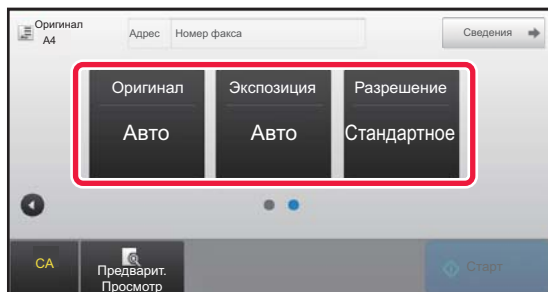 Оригинал
A4
Адрес
Номер факса
Сведения
Оригинал
Экспозиция
Разрешение
Авто
Авто
Стандартное
CA
Предварит.
Просмотр
Старт